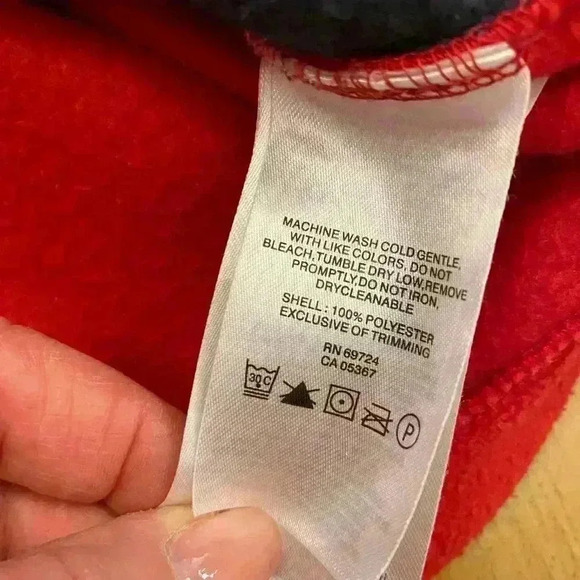 MACHINE WASH COLD GENTLE,
WITH LIKE COLORS, DO NOT
BLEACH,TUMBLE DRY LOW,REMOVE
PROMPTLY,DO NOT IRON,
DRYCLEANABLE
SHELL : 100% POLYESTER
EXCLUSIVE OF TRIMMING
RN 69724
CA 05367
30C P